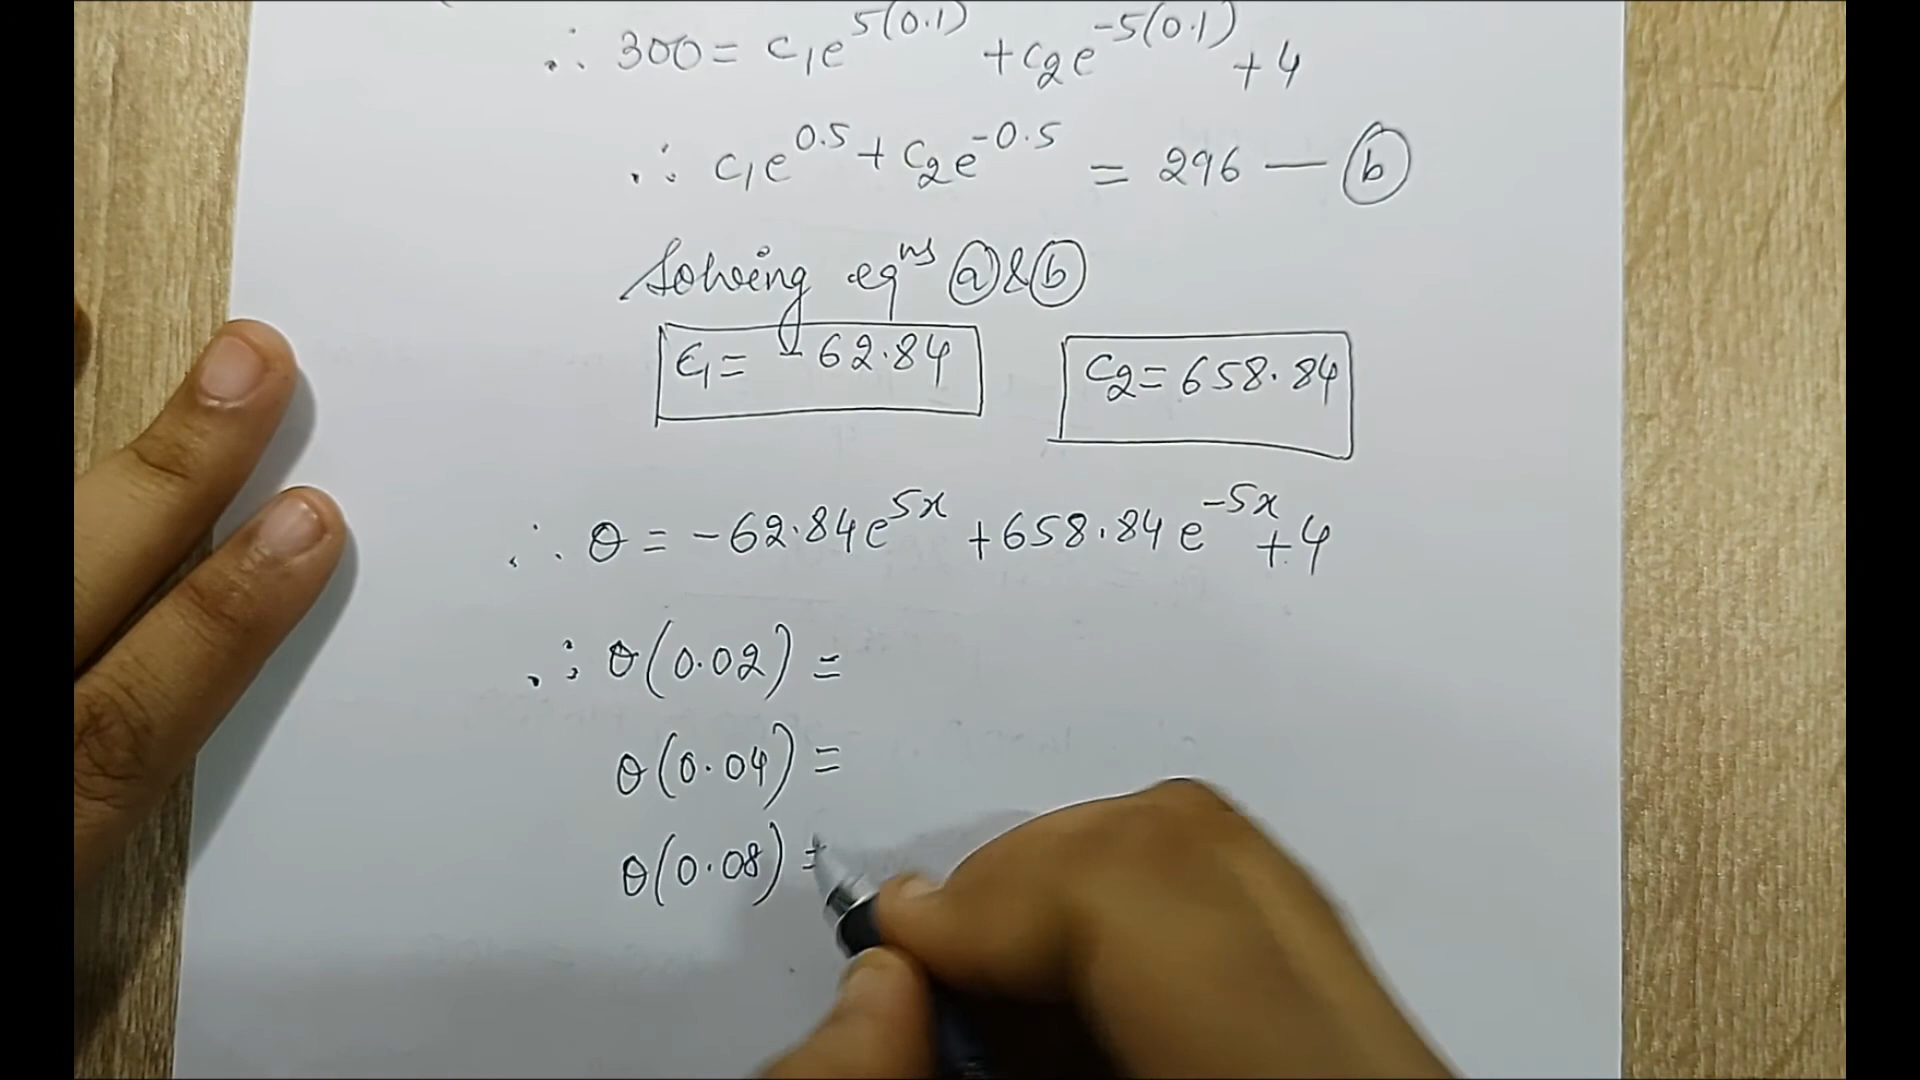 ∴ 300 = c₁e^5(0.1) + c₂e^-5(0.1) + 4
∴ c₁e^0.5 + c₂e^-0.5 = 296 — ⓑ
Solving eqⁿˢ ⓐ & ⓑ
c₁ = -62.84 c₂ = 658.84
∴ θ = -62.84e^5x + 658.84 e^-5x + 4
∴ θ(0.02) =
θ(0.04) =
θ(0.08) =